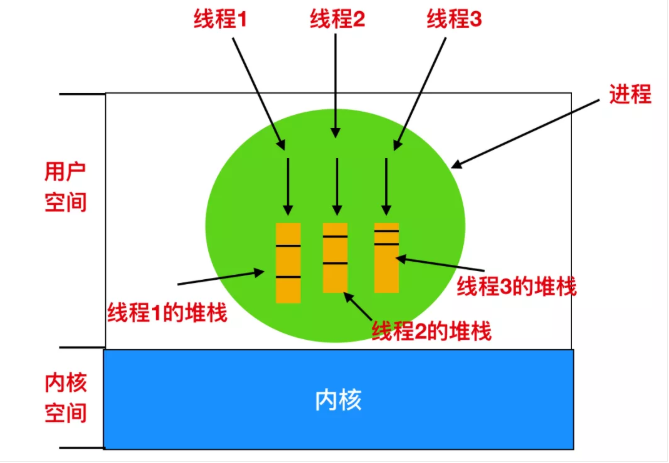 线程1
线程2
线程3
进程
用户
空间
线程1的堆栈
线程3的堆栈
线程2的堆栈
内核
空间
内核